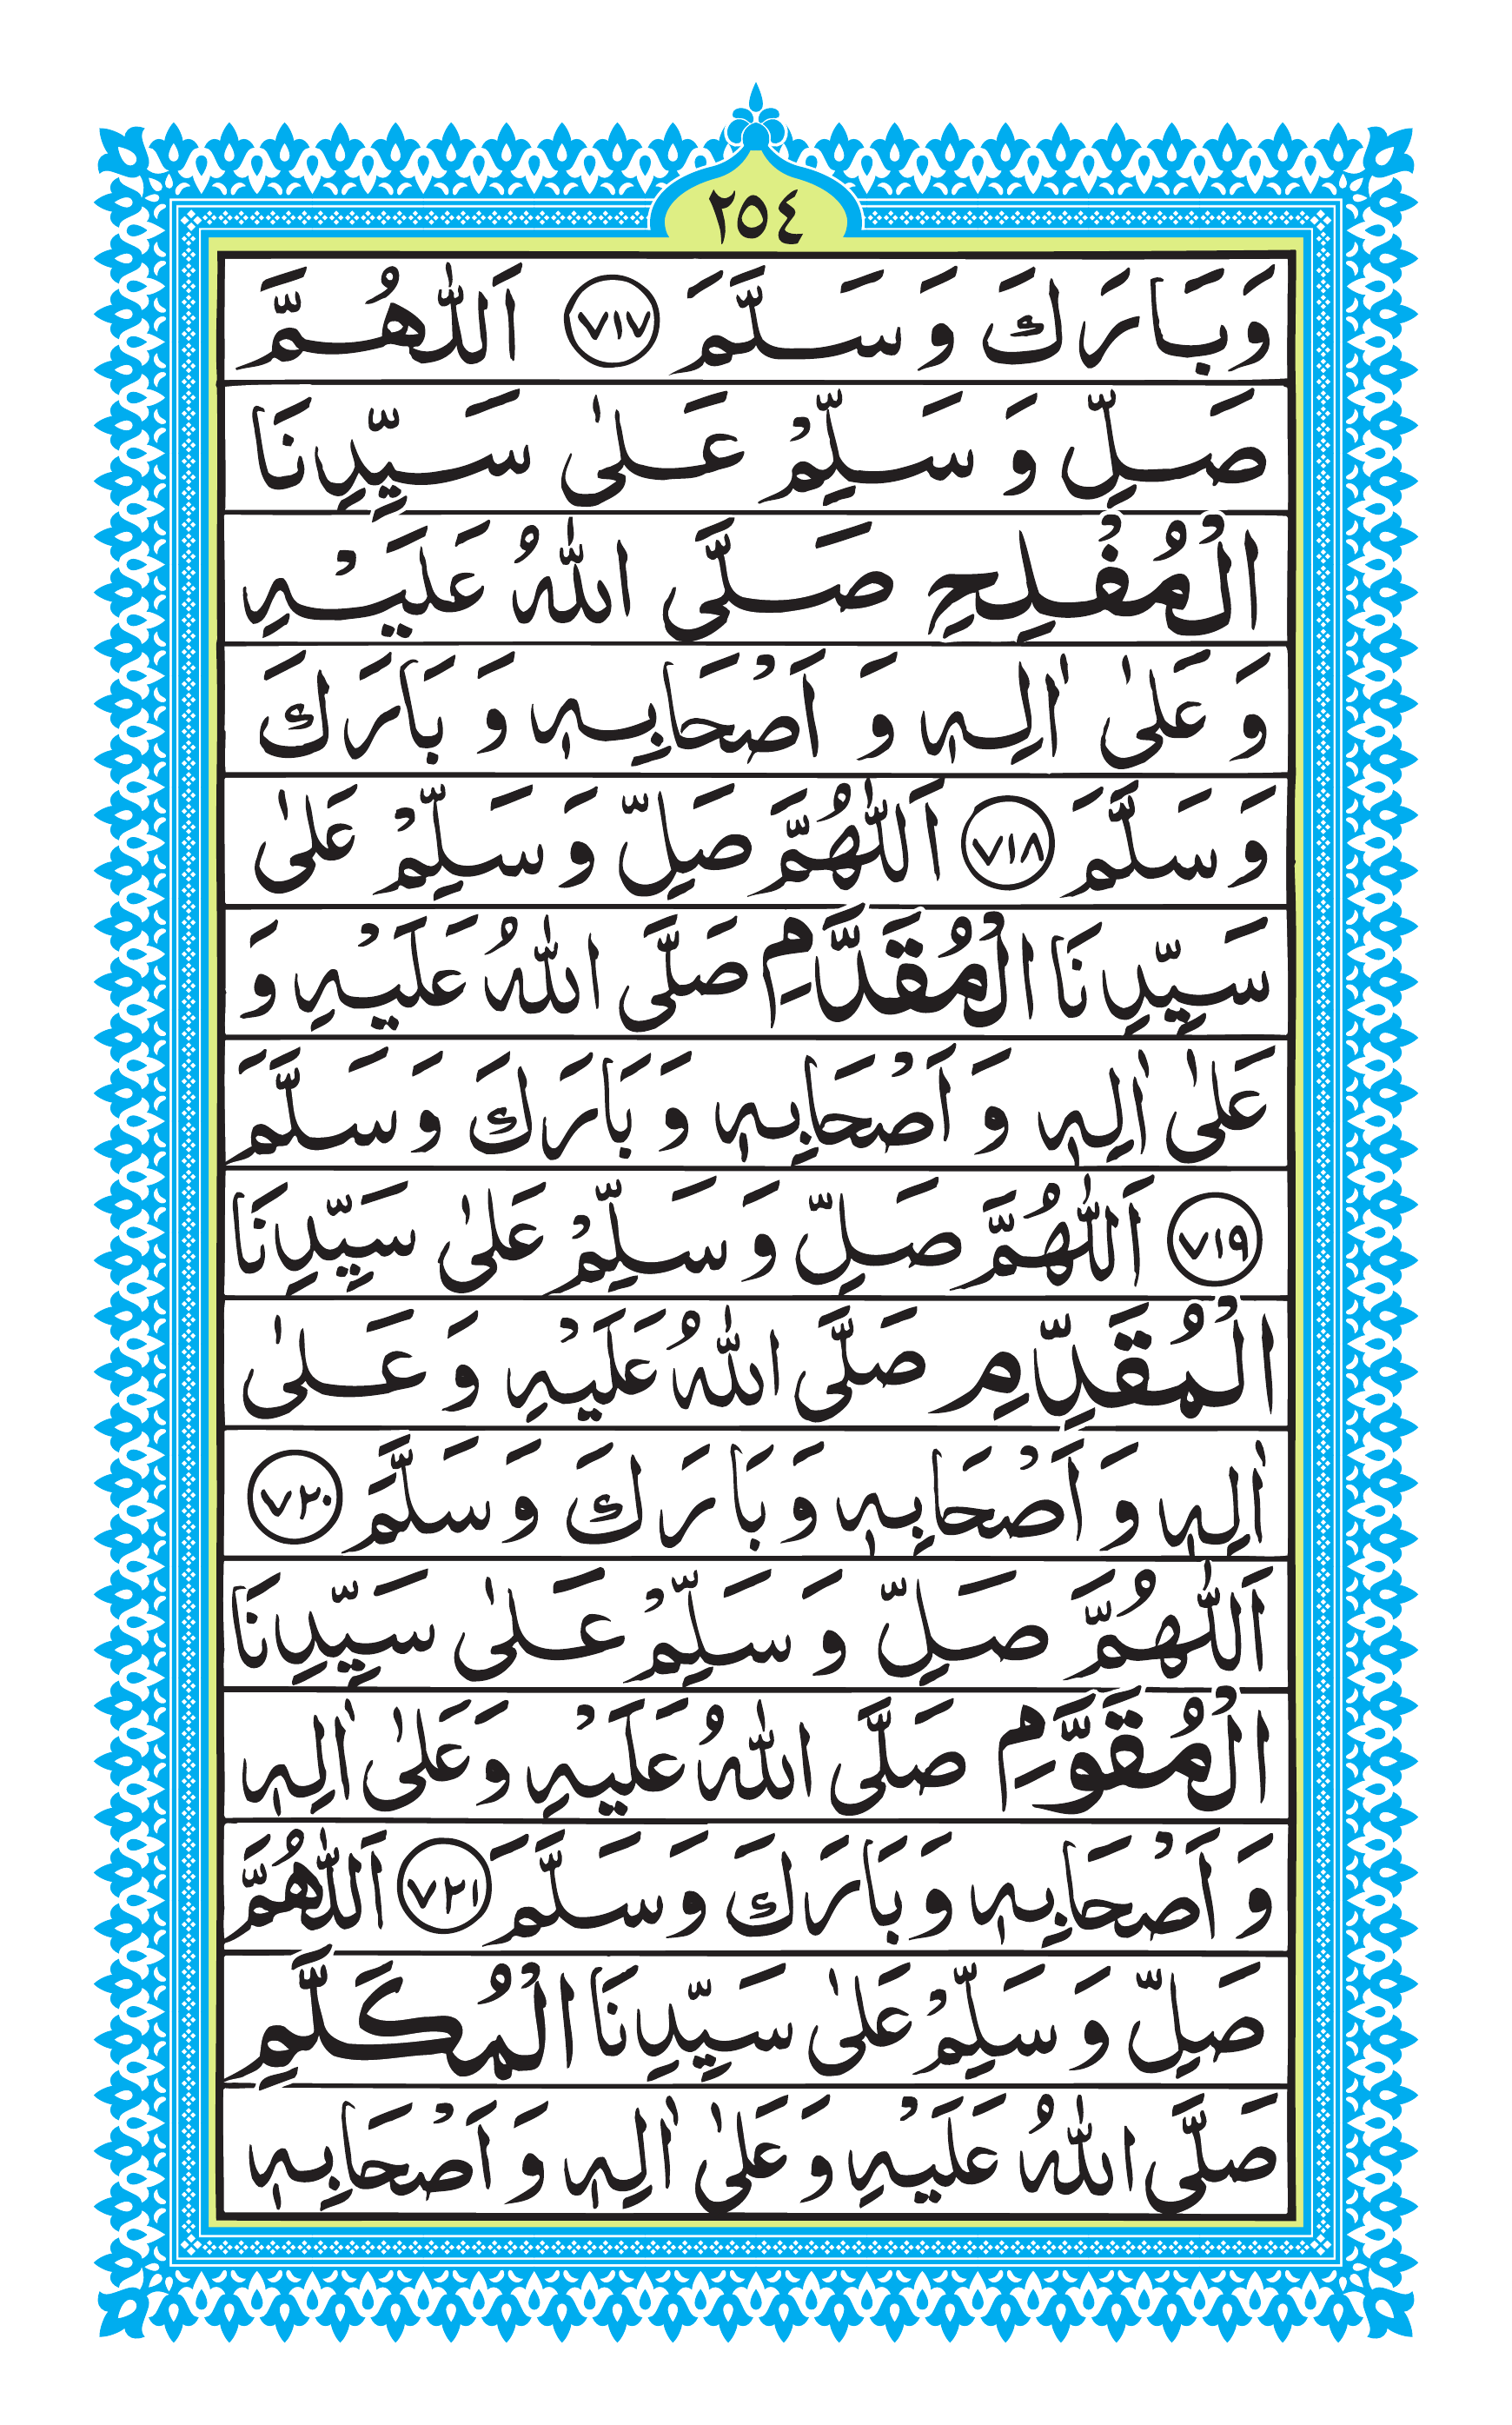 ٢٥٤
وَبَارَكَ وَ سَلَّمَ ٧١٧ اَللّٰهُمَّ
صَلِّ وَ سَلِّمْ عَلٰى سَيِّدِنَا
الْمُفْلِحِ صَلَّى اللّٰهُ عَلَيْهِ
وَ عَلٰى اٰلِهٖ وَ اَصْحَابِهٖ وَ بَارَكَ
وَ سَلَّمَ ٧١٨ اَللّٰهُمَّ صَلِّ وَ سَلِّمْ عَلٰى
سَيِّدِنَا الْمُقَدَّمِ صَلَّى اللّٰهُ عَلَيْهِ وَ
عَلٰى اٰلِهٖ وَ اَصْحَابِهٖ وَ بَارَكَ وَسَلَّمَ
٧١٩ اَللّٰهُمَّ صَلِّ وَ سَلِّمْ عَلٰى سَيِّدِنَا
الْمُقَدِّمِ صَلَّى اللّٰهُ عَلَيْهِ وَ عَلٰى
اٰلِهٖ وَ اَصْحَابِهٖ وَ بَارَكَ وَ سَلَّمَ ٧٢٠
اَللّٰهُمَّ صَلِّ وَ سَلِّمْ عَلٰى سَيِّدِنَا
الْمُقَوَّمِ صَلَّى اللّٰهُ عَلَيْهِ وَعَلٰى اٰلِهٖ
وَ اَصْحَابِهٖ وَبَارَكَ وَسَلَّمَ ٧٢١ اَللّٰهُمَّ
صَلِّ وَ سَلِّمْ عَلٰى سَيِّدِنَا الْمُكَلَّمِ
صَلَّى اللّٰهُ عَلَيْهِ وَعَلٰى اٰلِهٖ وَ اَصْحَابِهٖ